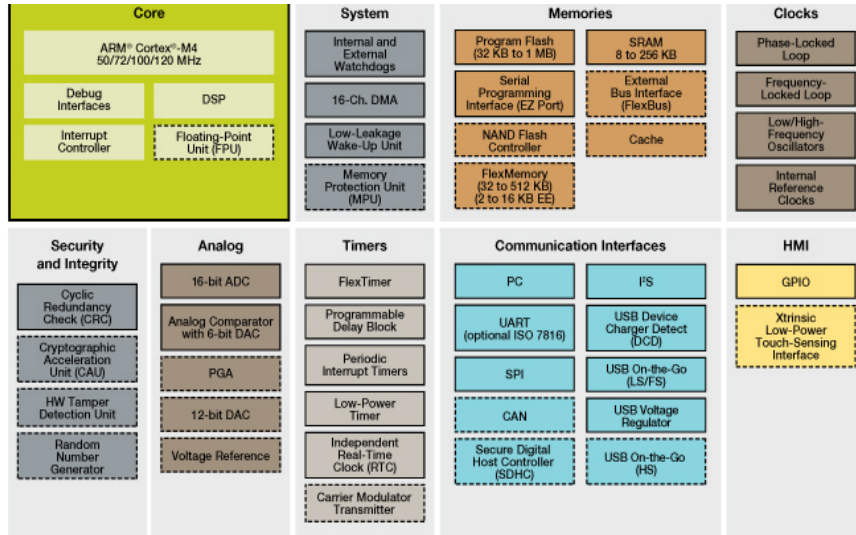 Core
ARM® Cortex®-M4
50/72/100/120 MHz
Debug
Interfaces
DSP
Interrupt
Controller
Floating-Point
Unit (FPU)
System
Internal and
External
Watchdogs
16-Ch. DMA
Low-Leakage
Wake-Up Unit
Memory
Protection Unit
(MPU)
Memories
Program Flash
(32 KB to 1 MB)
SRAM
8 to 256 KB
Serial
Programming
Interface (EZ Port)
External
Bus Interface
(FlexBus)
NAND Flash
Controller
Cache
FlexMemory
(32 to 512 KB)
(2 to 16 KB EE)
Clocks
Phase-Locked
Loop
Frequency-
Locked Loop
Low/High-
Frequency
Oscillators
Internal
Reference
Clocks
Security
and Integrity
Cyclic
Redundancy
Check (CRC)
Cryptographic
Acceleration
Unit (CAU)
HW Tamper
Detection Unit
Random
Number
Generator
Analog
16-bit ADC
Analog Comparator
with 6-bit DAC
PGA
12-bit DAC
Voltage Reference
Timers
FlexTimer
Programmable
Delay Block
Periodic
Interrupt Timers
Low-Power
Timer
Independent
Real-Time
Clock (RTC)
Carrier Modulator
Transmitter
Communication Interfaces
PC
I²S
UART
(optional ISO 7816)
USB Device
Charger Detect
(DCD)
SPI
USB On-the-Go
(LS/FS)
CAN
USB Voltage
Regulator
Secure Digital
Host Controller
(SDHC)
USB On-the-Go
(HS)
HMI
GPIO
Xtrinsic
Low-Power
Touch-Sensing
Interface